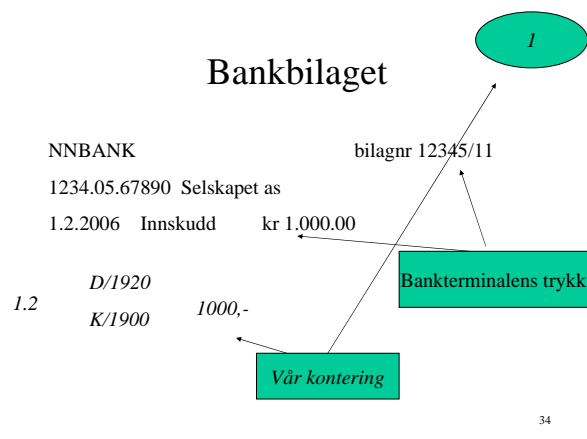 1
Bankbilaget
NNBANK bilagnr 12345/11
1234.05.67890 Selskapet as
1.2.2006 Innskudd kr 1.000.00
Bankterminalens trykk
D/1920
1.2 1000,-
K/1900
Vår kontering
34